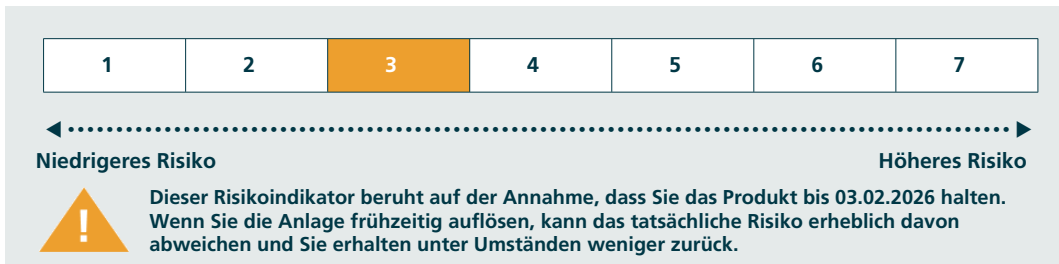 1 2 3 4 5 6 7
Niedrigeres Risiko Höheres Risiko
Dieser Risikoindikator beruht auf der Annahme, dass Sie das Produkt bis 03.02.2026 halten.
Wenn Sie die Anlage frühzeitig auflösen, kann das tatsächliche Risiko erheblich davon
abweichen und Sie erhalten unter Umständen weniger zurück.
!